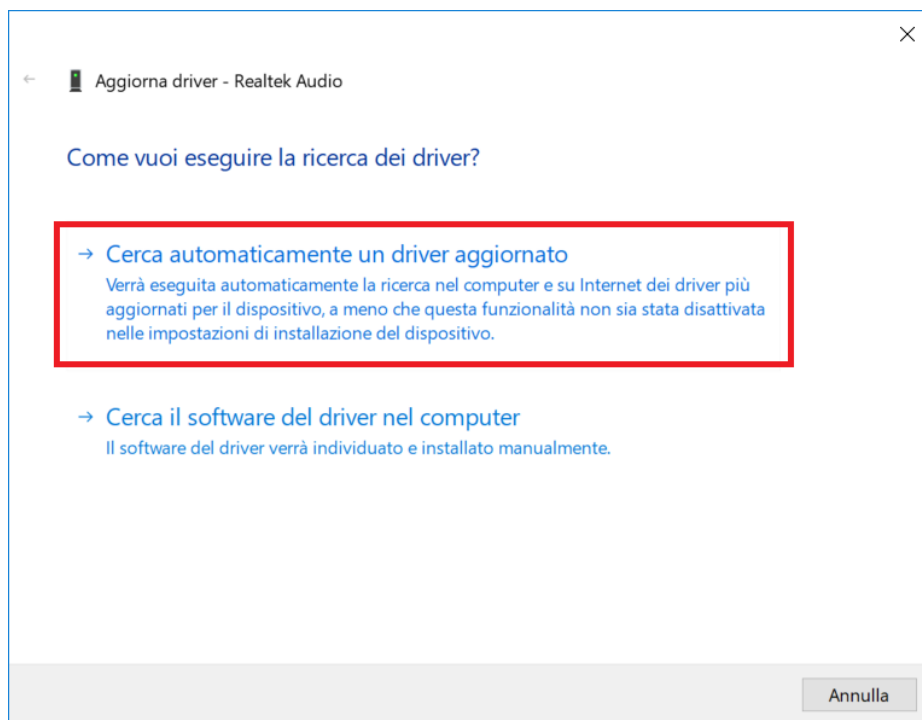 Aggiorna driver - Realtek Audio
Come vuoi eseguire la ricerca dei driver?
Cerca automaticamente un driver aggiornato
Verrà eseguita automaticamente la ricerca nel computer e su Internet dei driver più
aggiornati per il dispositivo, a meno che questa funzionalità non sia stata disattivata
nelle impostazioni di installazione del dispositivo.
Cerca il software del driver nel computer
Il software del driver verrà individuato e installato manualmente.
Annulla